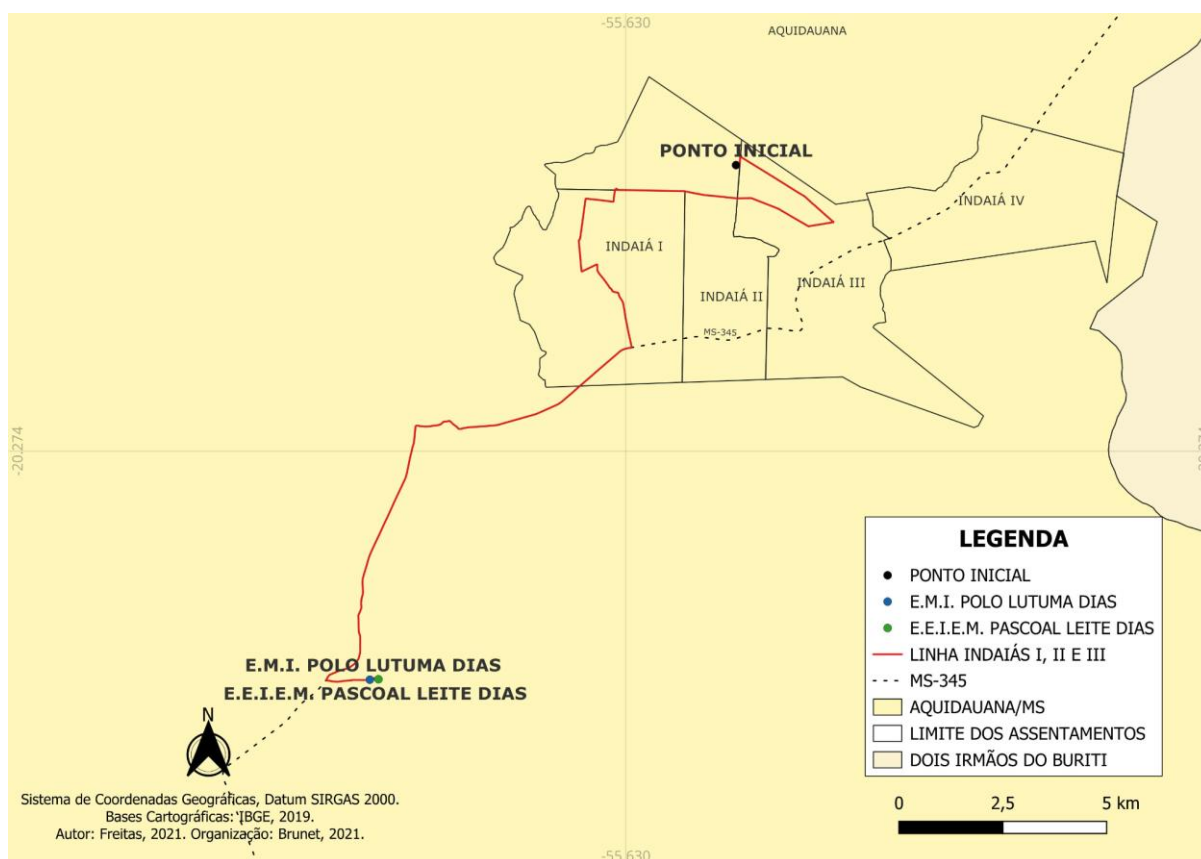 -55.630
AQUIDAUANA
PONTO INICIAL
INDAIÁ IV
INDAIÁ I
INDAIÁ III
INDAIÁ II
MS-345
-20.274
-20.274
LEGENDA
PONTO INICIAL
E.M.I. POLO LUTUMA DIAS
E.E.I.E.M. PASCOAL LEITE DIAS
LINHA INDAIÁS I, II E III
MS-345
AQUIDAUANA/MS
LIMITE DOS ASSENTAMENTOS
DOIS IRMÃOS DO BURITI
0 2,5 5 km
E.M.I. POLO LUTUMA DIAS
E.E.I.E.M. PASCOAL LEITE DIAS
N
Sistema de Coordenadas Geográficas, Datum SIRGAS 2000.
Bases Cartográficas: IBGE, 2019.
Autor: Freitas, 2021. Organização: Brunet, 2021.
-55.630